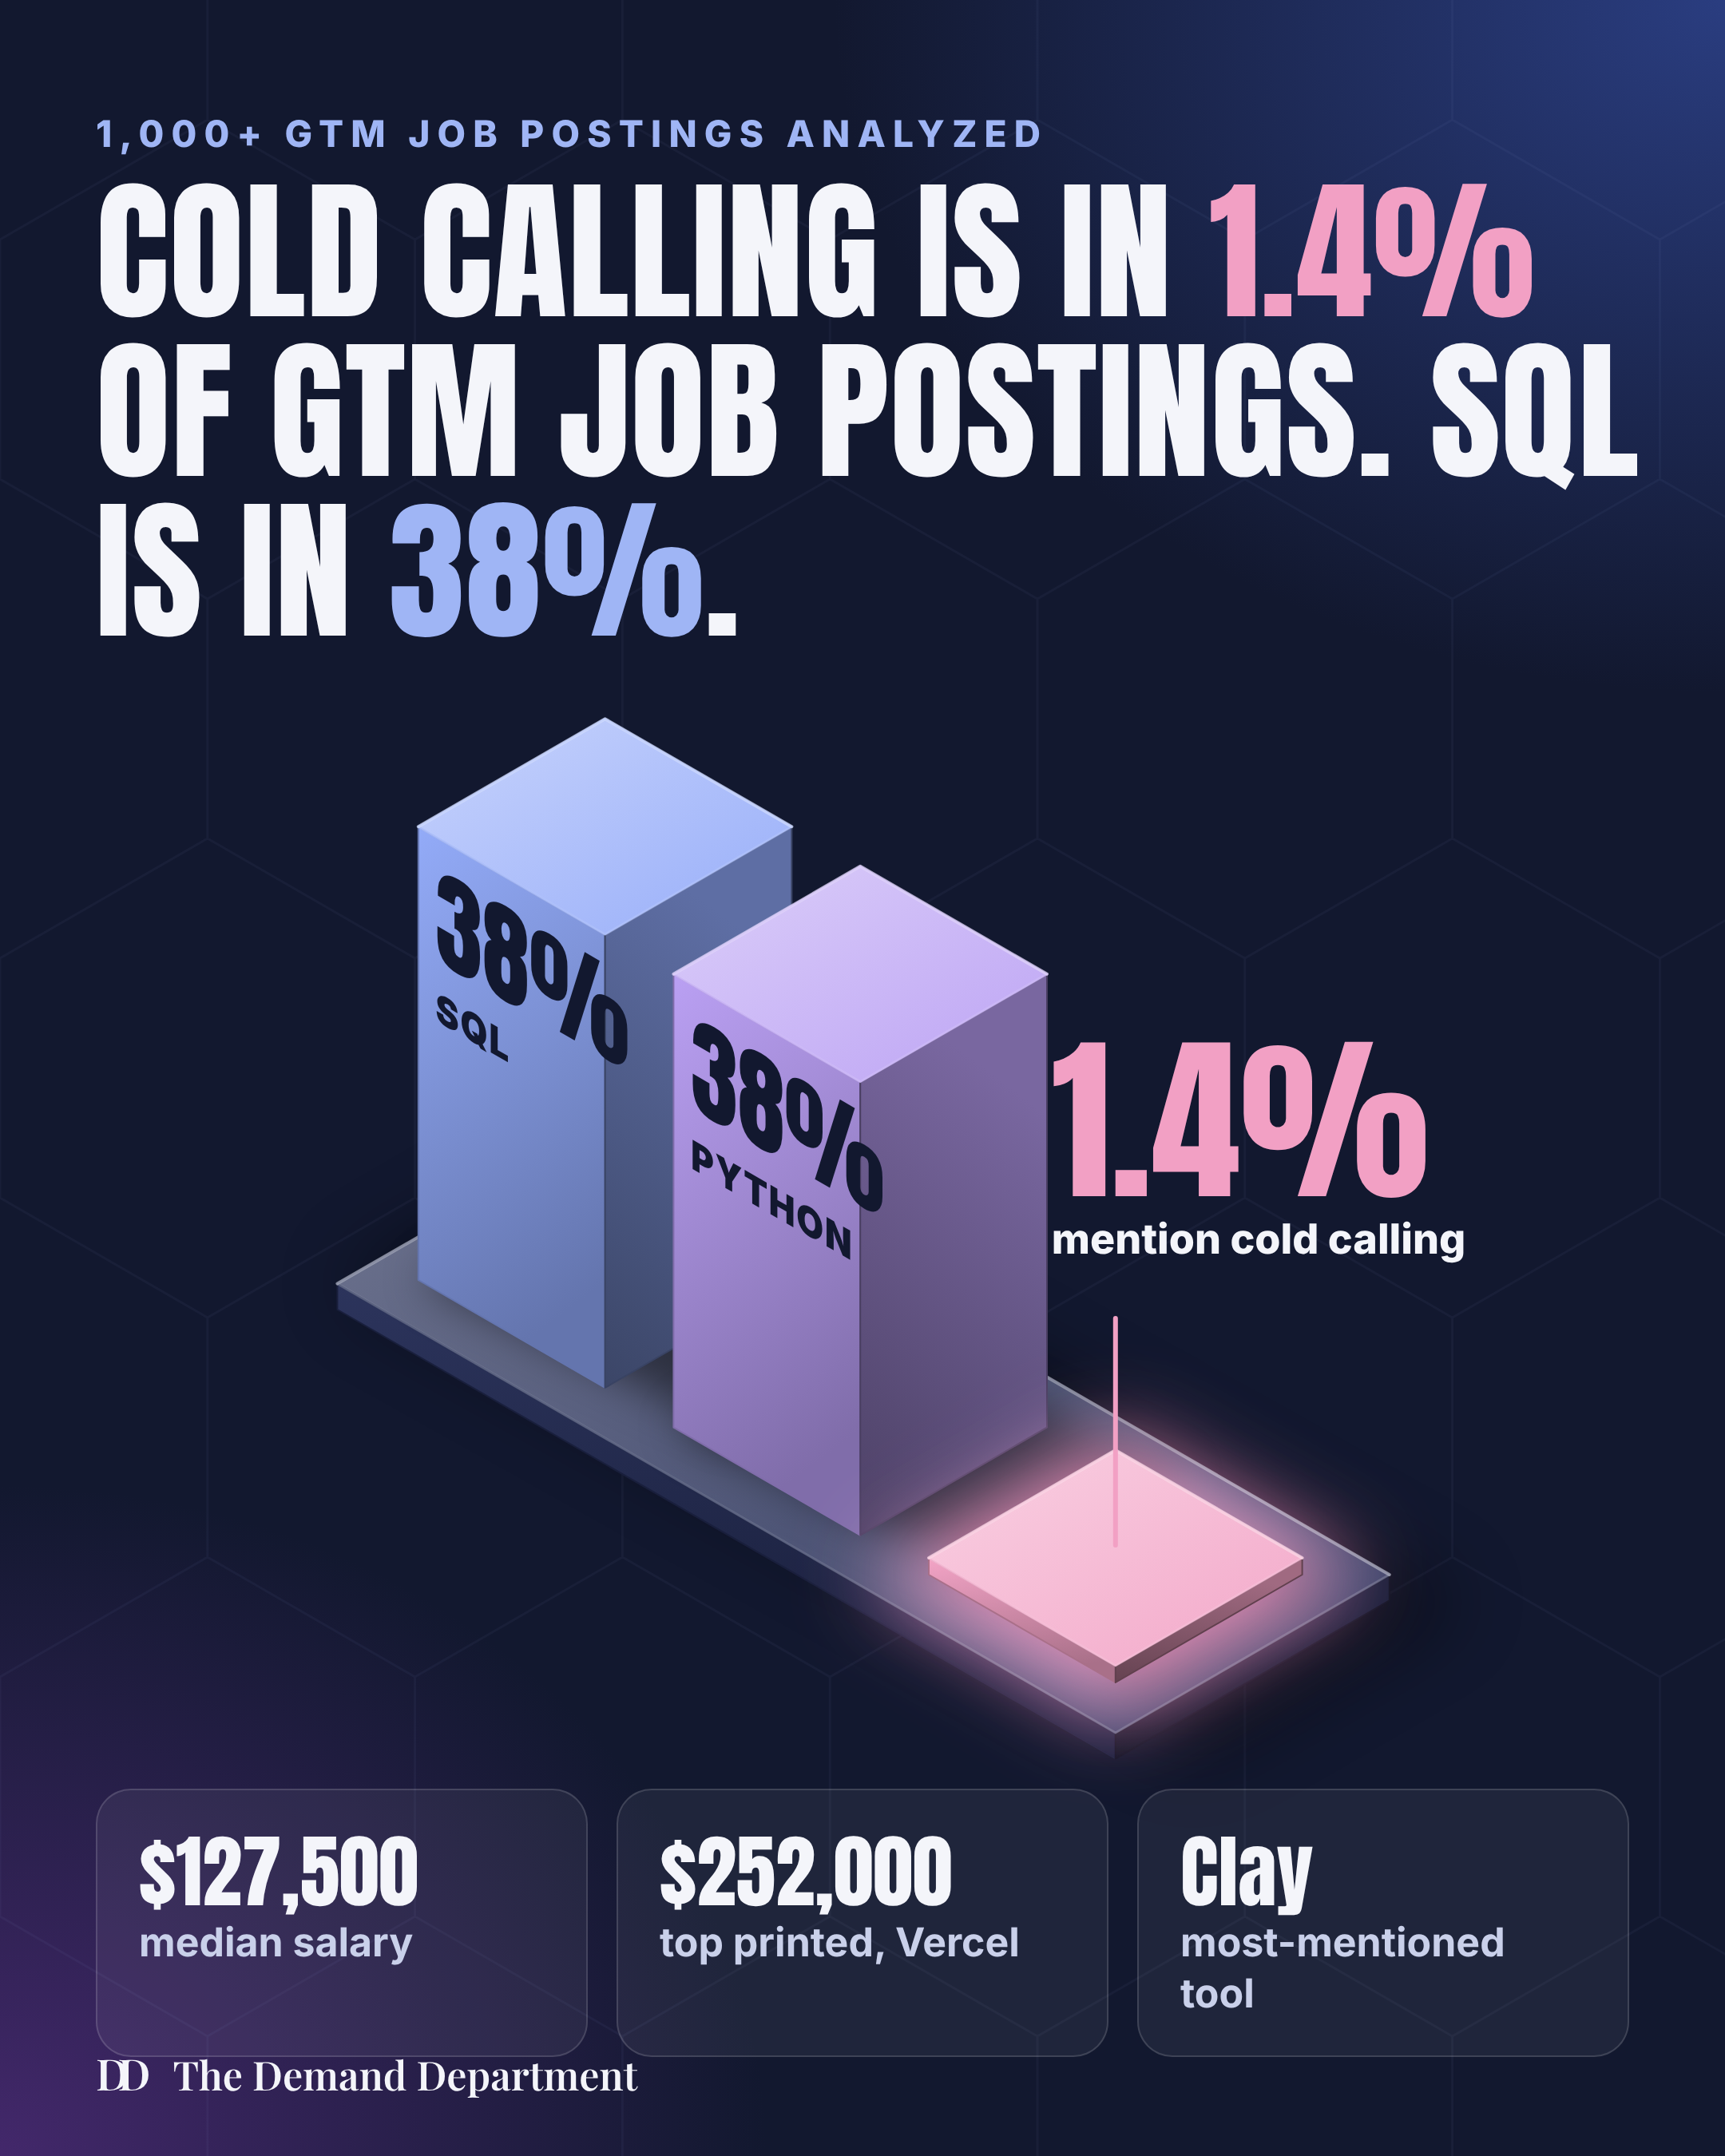 1,000+ GTM JOB POSTINGS ANALYZED
COLD CALLING IS IN 1.4%
OF GTM JOB POSTINGS. SQL
IS IN 38%.
38%
SQL
38%
PYTHON
1.4%
mention cold calling
$127,500
median salary
$252,000
top printed, Vercel
Clay
most-mentioned
tool
DD The Demand Department